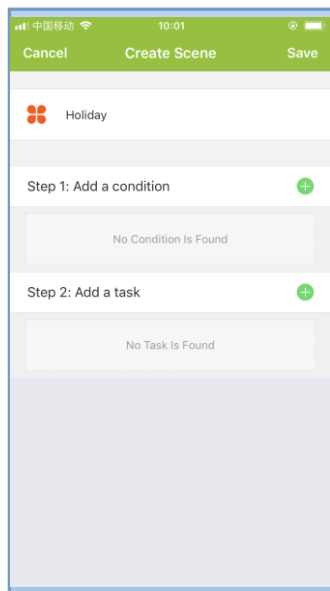 中国移动 10:01
Cancel Create Scene Save
Holiday
Step 1: Add a condition
No Condition Is Found
Step 2: Add a task
No Task Is Found